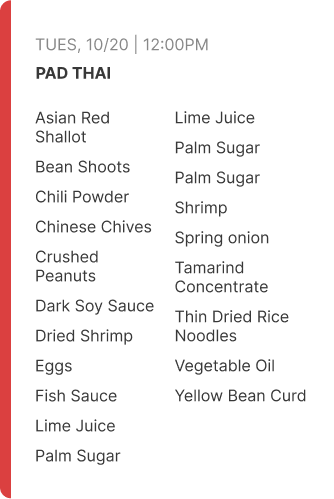 TUES, 10/20 | 12:00PM
PAD THAI
Asian Red
Shallot
Bean Shoots
Chili Powder
Chinese Chives
Crushed
Peanuts
Dark Soy Sauce
Dried Shrimp
Eggs
Fish Sauce
Lime Juice
Palm Sugar
Lime Juice
Palm Sugar
Palm Sugar
Shrimp
Spring onion
Tamarind
Concentrate
Thin Dried Rice
Noodles
Vegetable Oil
Yellow Bean Curd